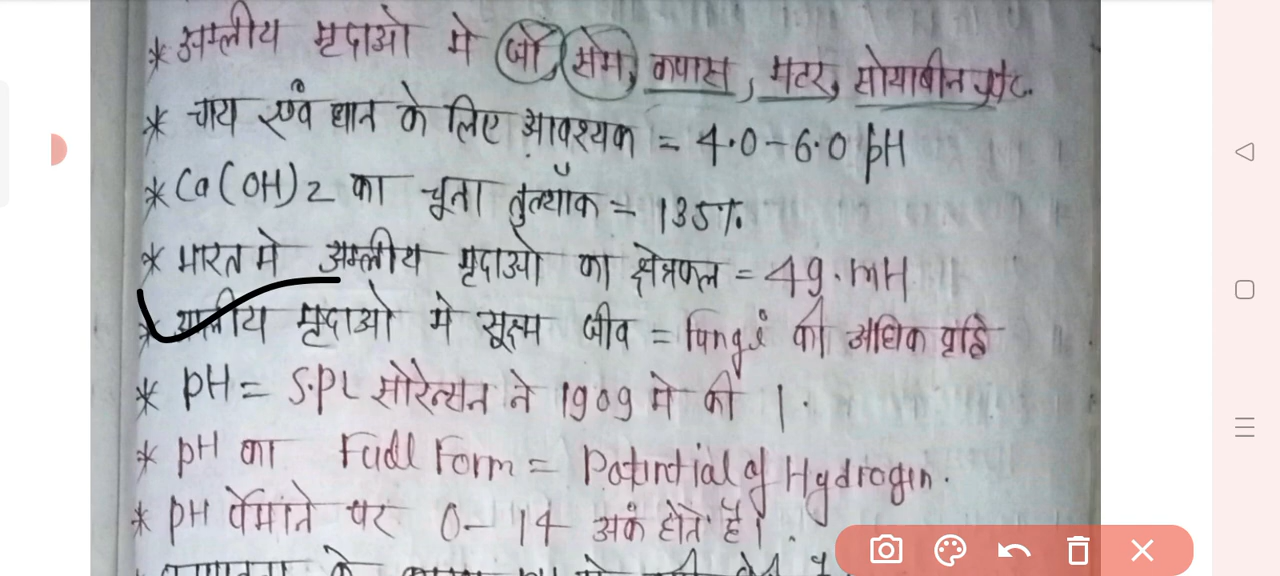 * अम्लीय मृदाओ मे जौ, सेम, कपास, मटर, सोयाबीन etc.
* चाय एवं धान के लिए आवश्यक = 4.0-6.0 pH
* Ca(OH)2 का चूना तुल्यांक = 135%
* भारत मे अम्लीय मृदाओ का क्षेत्रफल = 49.mH
मृदाओ मे सूक्ष्म जीव = fungi की अधिक वृद्धि
* pH = S.P.L सोरेन्सन ने 1909 मे की |.
* pH का Full Form = Potential of Hydrogen.
* pH पैमाने पर 0-14 अंक होते है।